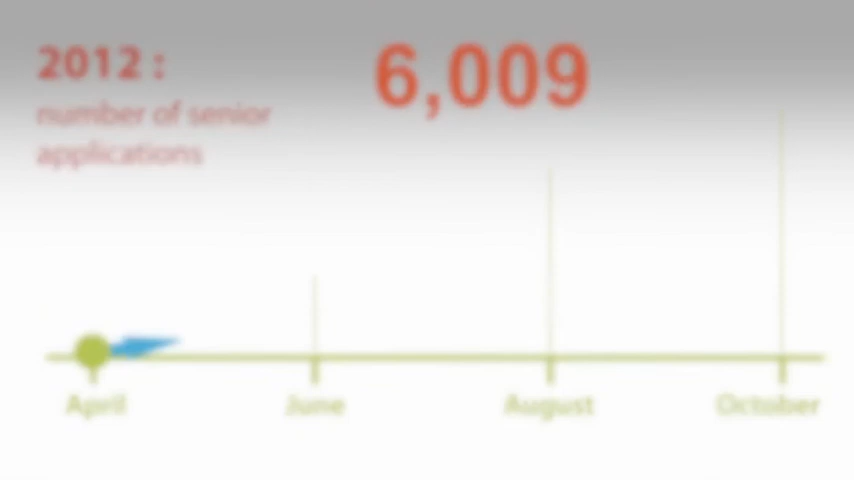 2012 :
6,009
number of senior
applications
April June August October